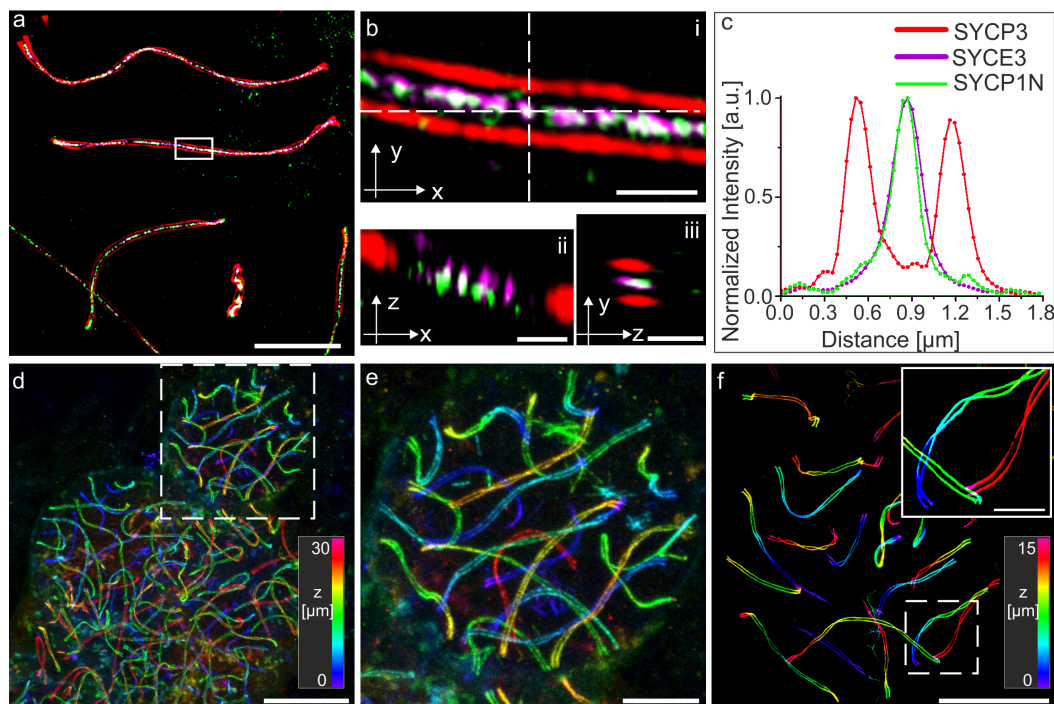 a
b
i
y
x
ii
z
x
iii
y
z
c
SYCP3
SYCE3
SYCP1N
Normalized Intensity [a.u.]
1.0
0.5
0.0
0.0 0.3 0.6 0.9 1.2 1.5 1.8
Distance [µm]
d
30
z
[µm]
0
e
f
15
z
[µm]
0